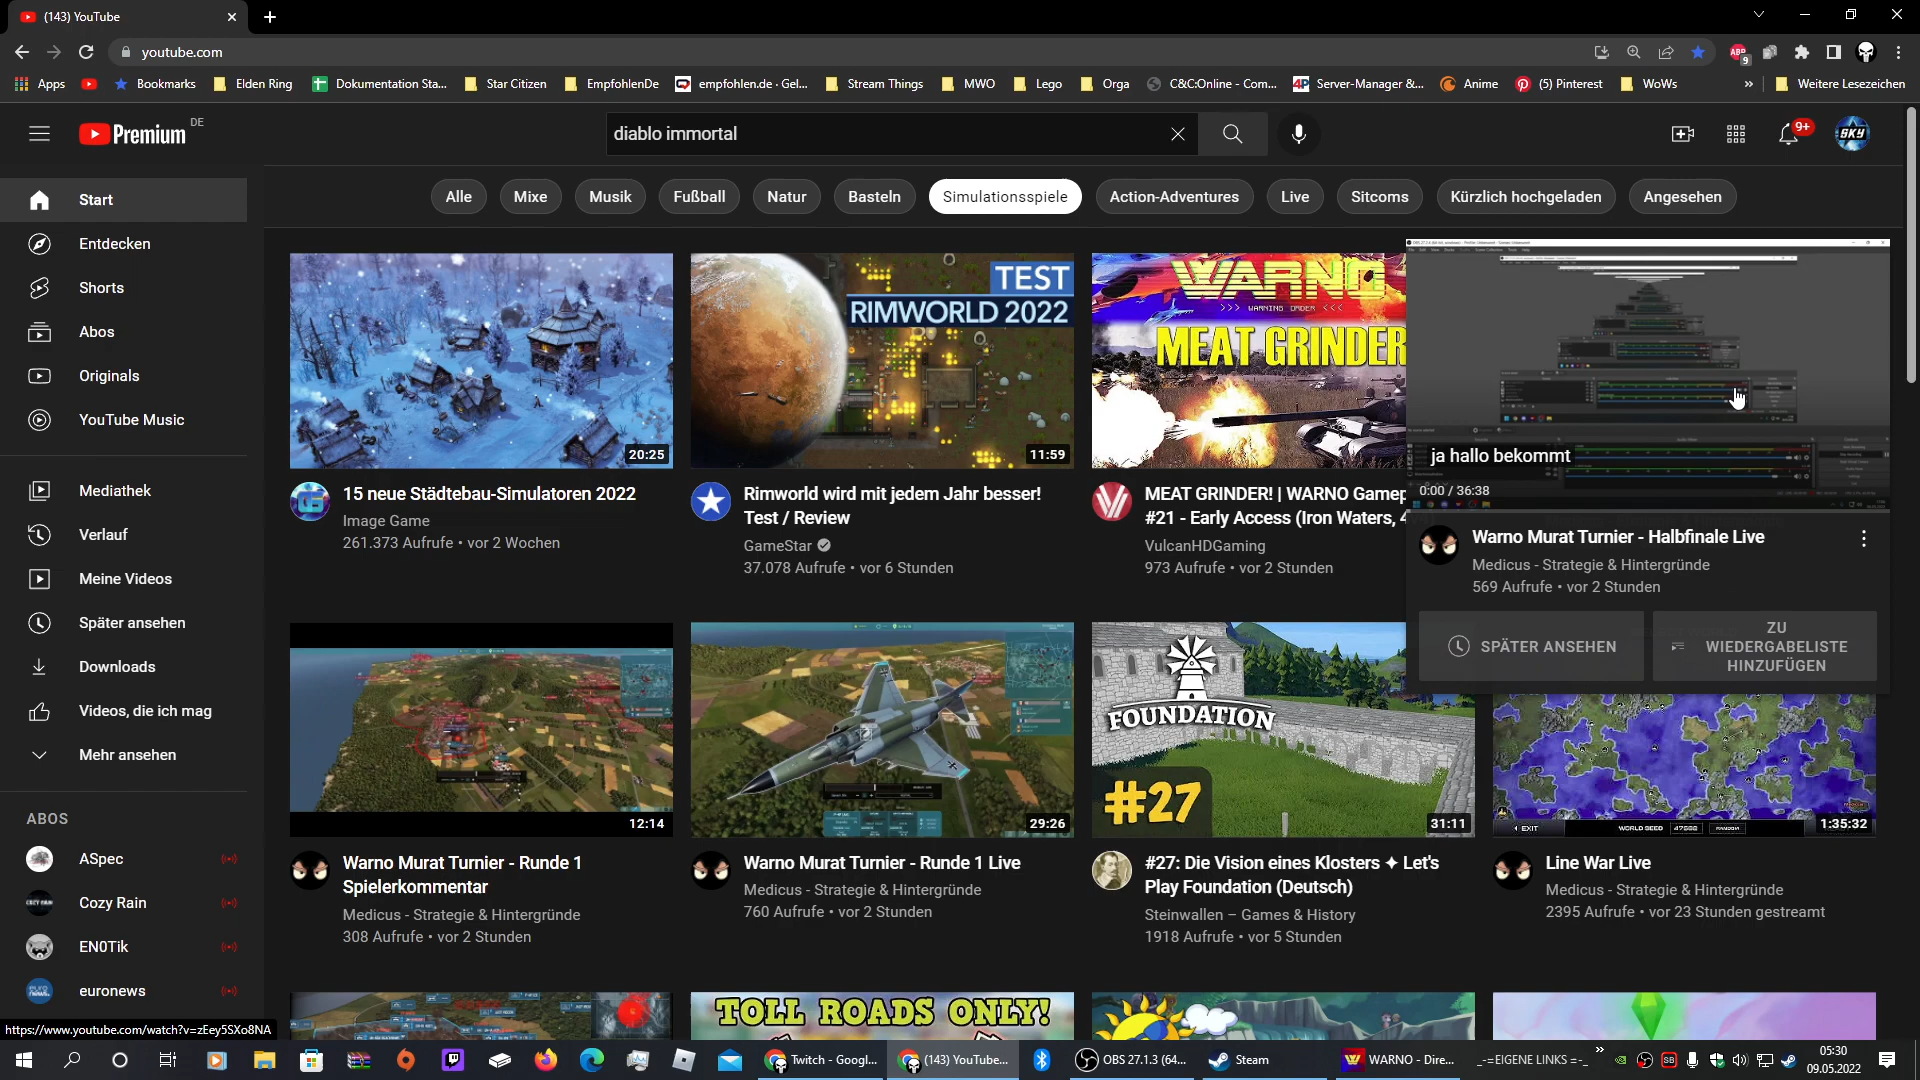 (143) YouTube
youtube.com
Apps
Bookmarks
Elden Ring
Dokumentation Sta...
Star Citizen
EmpfohlenDe
empfohlen.de - Gel...
Stream Things
MWO
Lego
Orga
C&C:Online - Com...
Server-Manager &...
Anime
(5) Pinterest
WoWs
»
Weitere Lesezeichen
Premium DE
diablo immortal
9+
SKY
Alle
Mixe
Musik
Fußball
Natur
Basteln
Simulationsspiele
Action-Adventures
Live
Sitcoms
Kürzlich hochgeladen
Angesehen
Start
Entdecken
Shorts
Abos
Originals
YouTube Music
Mediathek
Verlauf
Meine Videos
Später ansehen
Downloads
Videos, die ich mag
Mehr ansehen
ABOS
ASpec
Cozy Rain
EN0Tik
euronews
20:25
15 neue Städtebau-Simulatoren 2022
Image Game
261.373 Aufrufe • vor 2 Wochen
TEST
RIMWORLD 2022
11:59
Rimworld wird mit jedem Jahr besser!
Test / Review
GameStar
37.078 Aufrufe • vor 6 Stunden
WARNO
>>> WARNING ORDER <<<
MEAT GRINDER
MEAT GRINDER! | WARNO Gamep
#21 - Early Access (Iron Waters, 4
VulcanHDGaming
973 Aufrufe • vor 2 Stunden
ja hallo bekommt
0:00 / 36:38
Warno Murat Turnier - Halbfinale Live
Medicus - Strategie & Hintergründe
569 Aufrufe • vor 2 Stunden
SPÄTER ANSEHEN
ZU
WIEDERGABELISTE
HINZUFÜGEN
12:14
Warno Murat Turnier - Runde 1
Spielerkommentar
Medicus - Strategie & Hintergründe
308 Aufrufe • vor 2 Stunden
29:26
Warno Murat Turnier - Runde 1 Live
Medicus - Strategie & Hintergründe
760 Aufrufe • vor 2 Stunden
FOUNDATION
#27
31:11
#27: Die Vision eines Klosters ✦ Let's
Play Foundation (Deutsch)
Steinwallen – Games & History
1918 Aufrufe • vor 5 Stunden
EXIT
WORLD SEED
47502
RANDOM
1:35:32
Line War Live
Medicus - Strategie & Hintergründe
2395 Aufrufe • vor 23 Stunden gestreamt
TOLL ROADS ONLY!
https://www.youtube.com/watch?v=zEey5SXo8NA
Twitch - Googl...
(143) YouTube...
OBS 27.1.3 (64...
Steam
WARNO - Dire...
_-=EIGENE LINKS =-_
»
05:30
09.05.2022